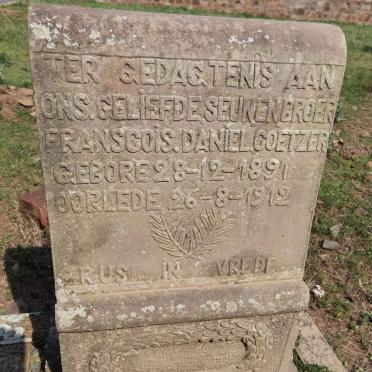 TER GEDAGTENIS AAN
ONS. GELIEFDE SEUN EN BROER
FRANSCOIS. DANIEL COETZER
GEBORE 28-12-1891
OORLEDE 26-8-1912
RUS IN VREDE